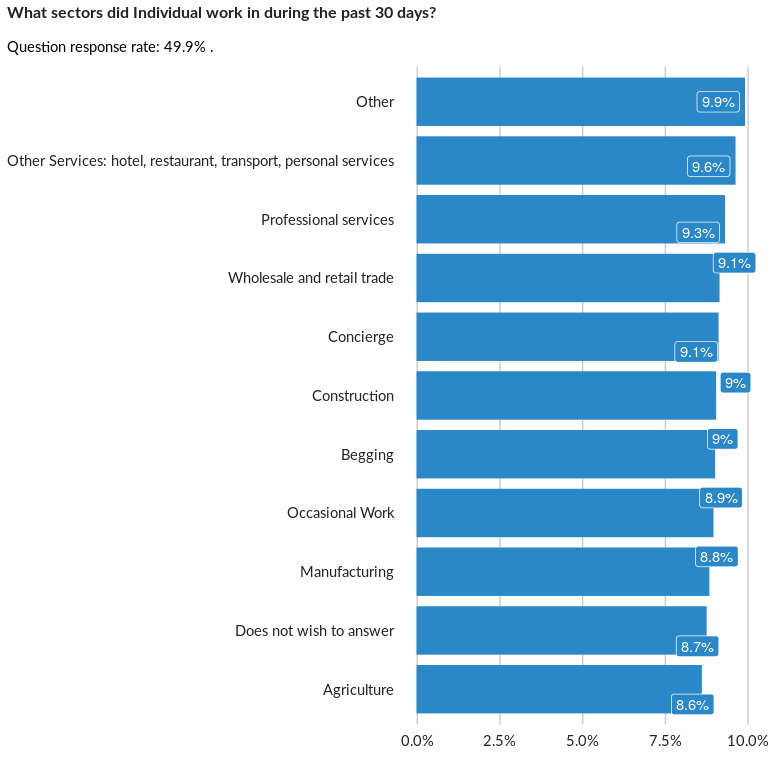 What sectors did Individual work in during the past 30 days?
Question response rate: 49.9% .
Other 9.9%
Other Services: hotel, restaurant, transport, personal services 9.6%
Professional services 9.3%
Wholesale and retail trade 9.1%
Concierge 9.1%
Construction 9%
Begging 9%
Occasional Work 8.9%
Manufacturing 8.8%
Does not wish to answer 8.7%
Agriculture 8.6%
0.0% 2.5% 5.0% 7.5% 10.0%